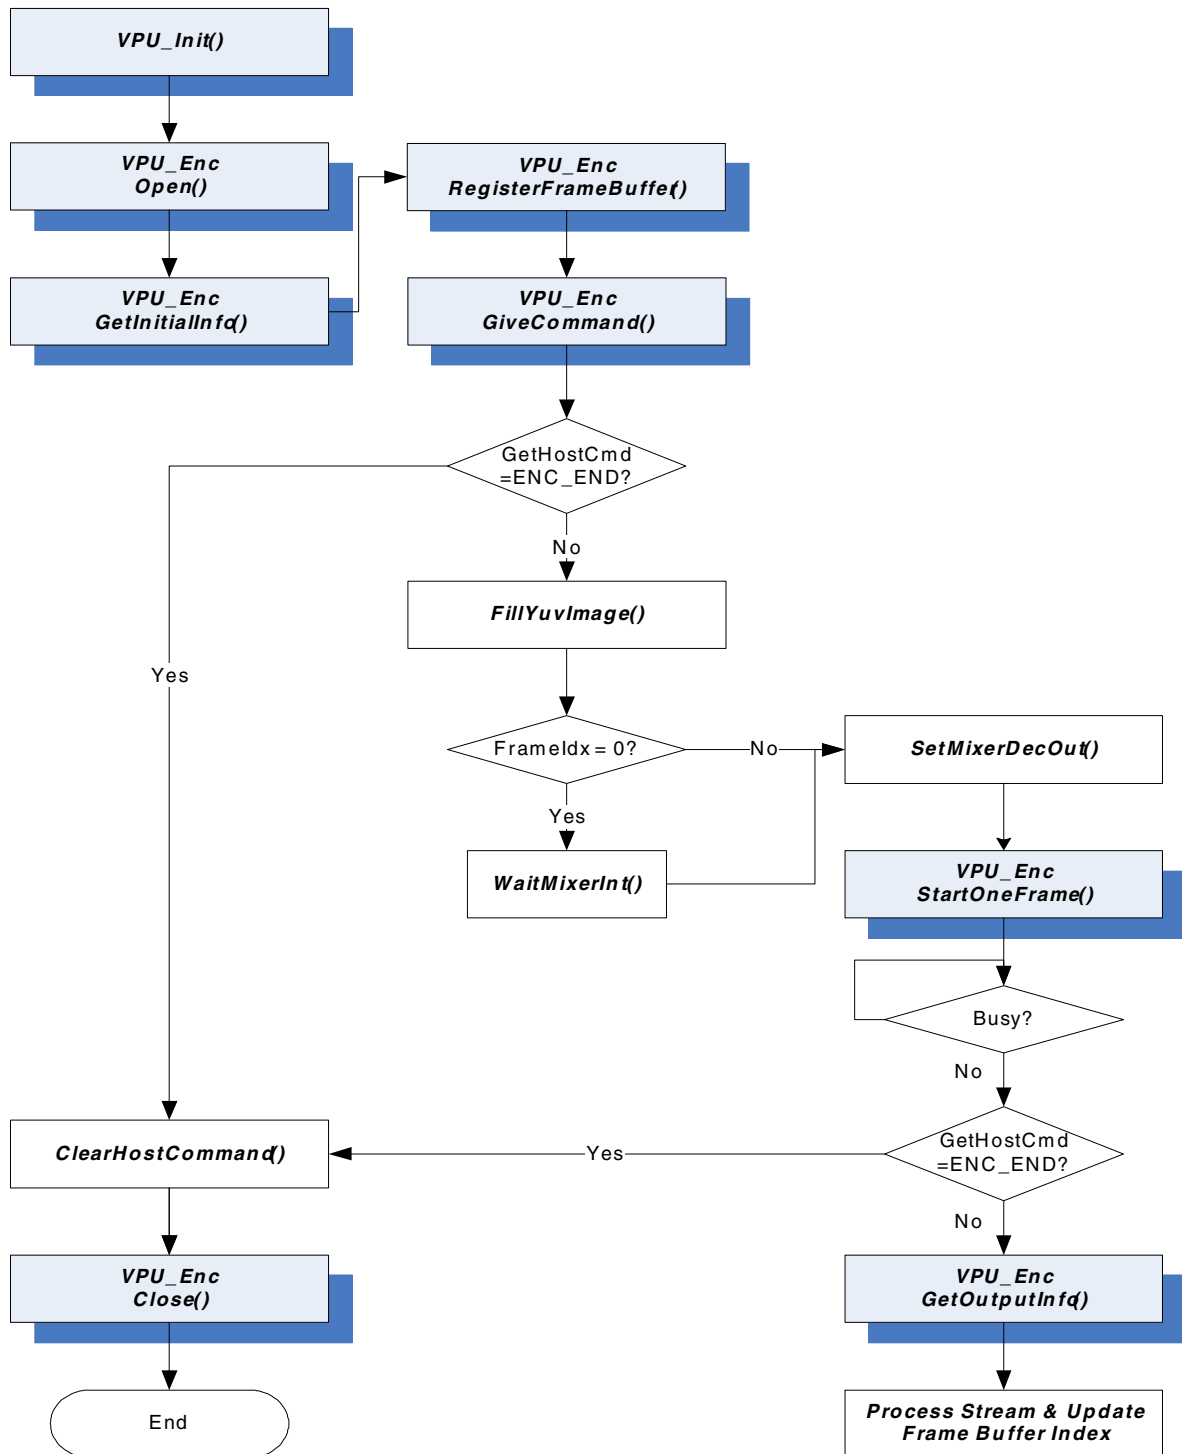 VPU_Init()
VPU_Enc
Open()
VPU_Enc
GetInitialInfo()
VPU_Enc
RegisterFrameBuffer()
VPU_Enc
GiveCommand()
GetHostCmd
=ENC_END?
No
Yes
FillYuvImage()
FrameIdx = 0?
No
Yes
WaitMixerInt()
SetMixerDecOut()
VPU_Enc
StartOneFrame()
Busy?
No
GetHostCmd
=ENC_END?
Yes
No
ClearHostCommand()
VPU_Enc
Close()
End
VPU_Enc
GetOutputInfo()
Process Stream & Update
Frame Buffer Index